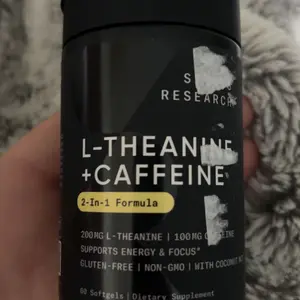 RESEARCH
L-THEANINE
+CAFFEINE
2-In-1 Formula
200MG L-THEANINE | 100MG
SUPPORTS ENERGY & FOCUS*
GLUTEN-FREE | NON-GMO | WITH COCONUT
60 Softgels | Dietary Supplement